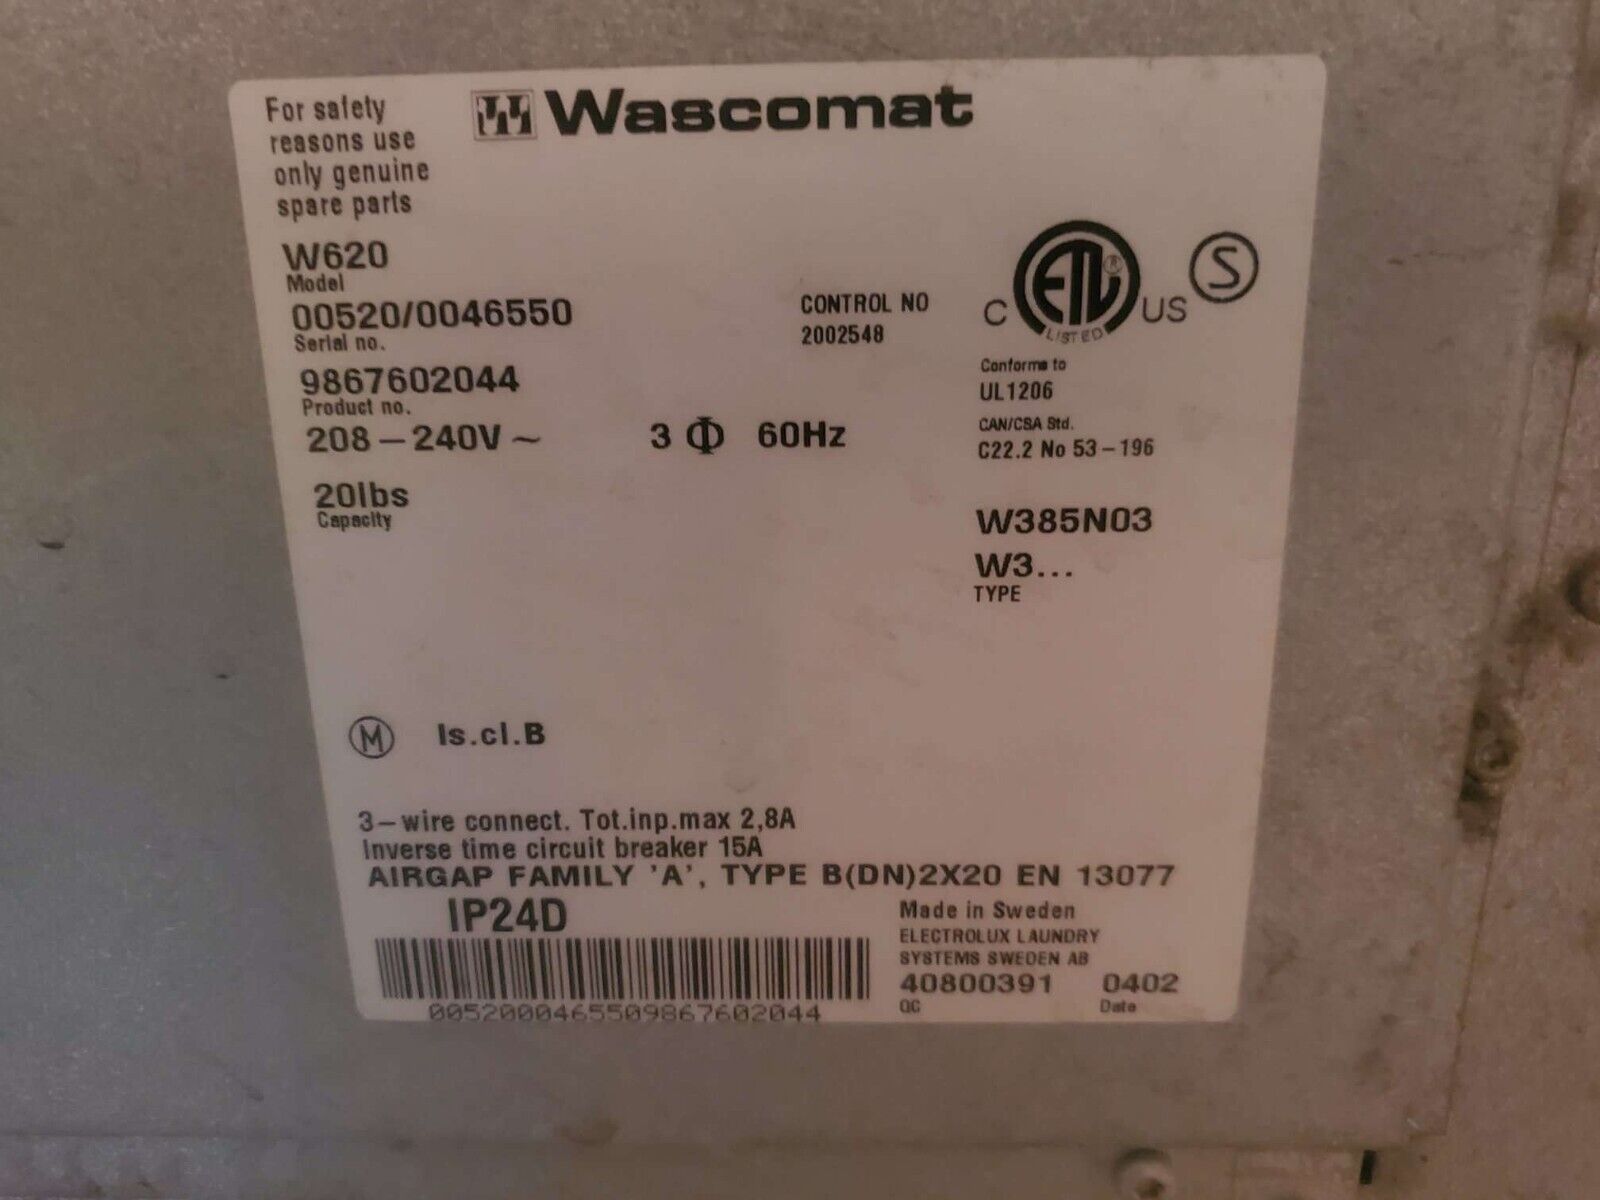 For safety
reasons use
only genuine
spare parts
Wascomat
W620
Model
00520/0046550
Serial no.
9867602044
Product no.
208-240V~ 3 Φ 60Hz
20lbs
Capacity
CONTROL NO
2002548
C ETL US
LISTED
S
Conforms to
UL1206
CAN/CSA Std.
C22.2 No 53-196
W385N03
W3...
TYPE
M Is.cl.B
3-wire connect. Tot.inp.max 2,8A
Inverse time circuit breaker 15A
AIRGAP FAMILY 'A', TYPE B(DN)2X20 EN 13077
IP24D
0052000465509867602044
Made in Sweden
ELECTROLUX LAUNDRY
SYSTEMS SWEDEN AB
40800391 0402
QC Date